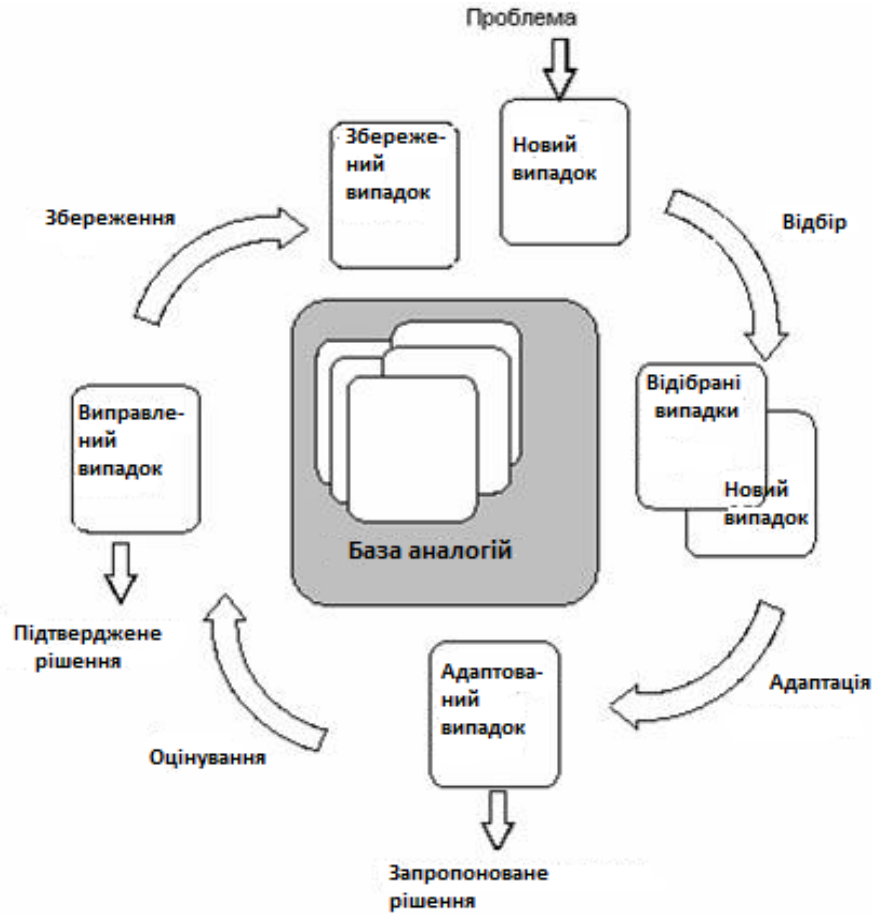 Проблема
Збереже-
ний
випадок
Новий
випадок
Збереження
Відбір
Відібрані
випадки
Новий
випадок
Виправле-
ний
випадок
База аналогій
Підтверджене
рішення
Адаптова-
ний
випадок
Адаптація
Оцінування
Запропоноване
рішення